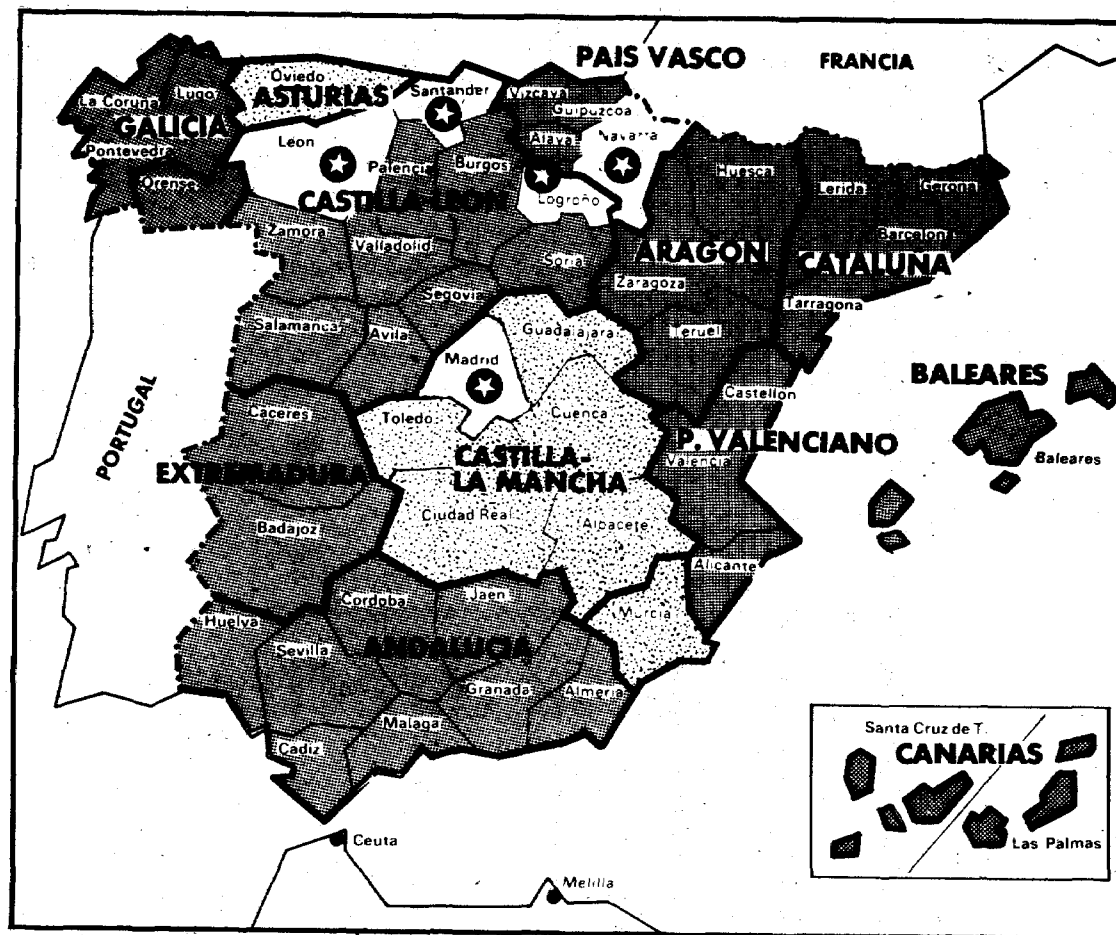 PAIS VASCO
FRANCIA
Oviedo
ASTURIAS
Santander
Vizcaya
Guipuzcoa
La Coruña
Lugo
GALICIA
Leon
Alava
Navarra
Pontevedra
Palencia
Burgos
Huesca
Lerida
Gerona
Orense
CASTILLA-LEON
Logroño
Zamora
Valladolid
Soria
ARAGON
Barcelona
CATALUNA
Zaragoza
Segovia
Tarragona
Salamanca
Avila
Guadalajara
Teruel
Madrid
BALEARES
Castellon
PORTUGAL
Caceres
Toledo
Cuenca
P. VALENCIANO
Valencia
Baleares
EXTREMADURA
CASTILLA-
LA MANCHA
Badajoz
Ciudad Real
Albacete
Alicante
Cordoba
Jaen
Murcia
Huelva
Sevilla
ANDALUCIA
Granada
Almeria
Malaga
Cadiz
Santa Cruz de T.
CANARIAS
Las Palmas
Ceuta
Melilla